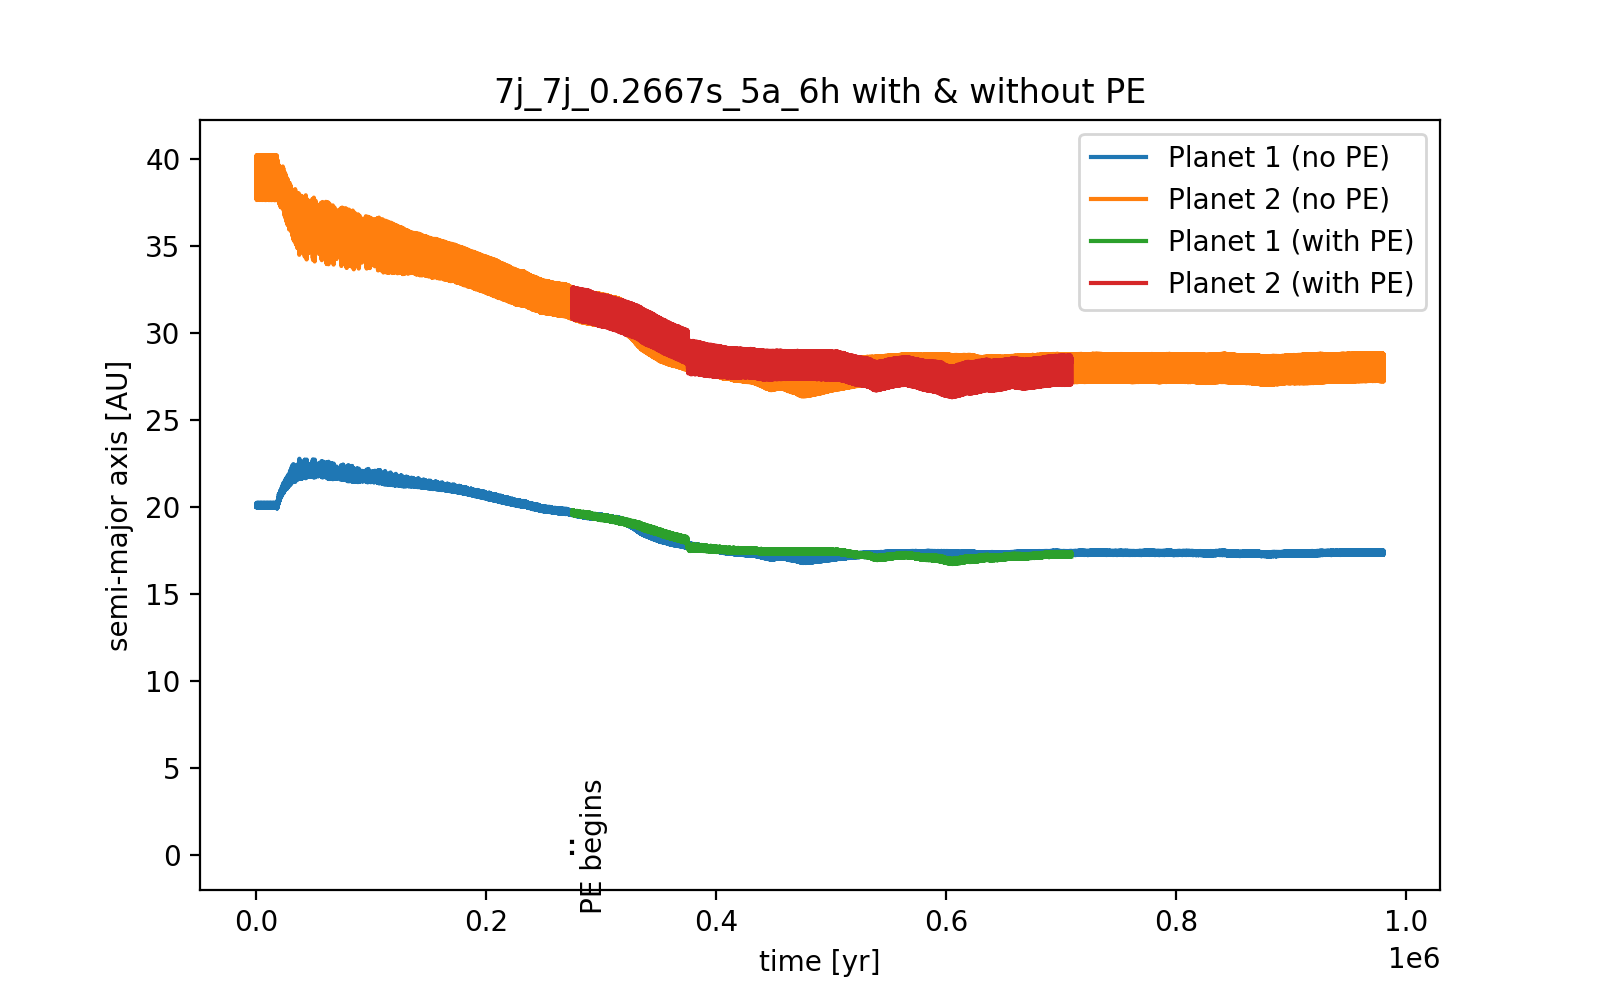 7j_7j_0.2667s_5a_6h with & without PE
Planet 1 (no PE)
Planet 2 (no PE)
Planet 1 (with PE)
Planet 2 (with PE)
semi-major axis [AU]
40
35
30
25
20
15
10
5
0
PE begins
0.0
0.2
0.4
0.6
0.8
1.0
time [yr]
1e6